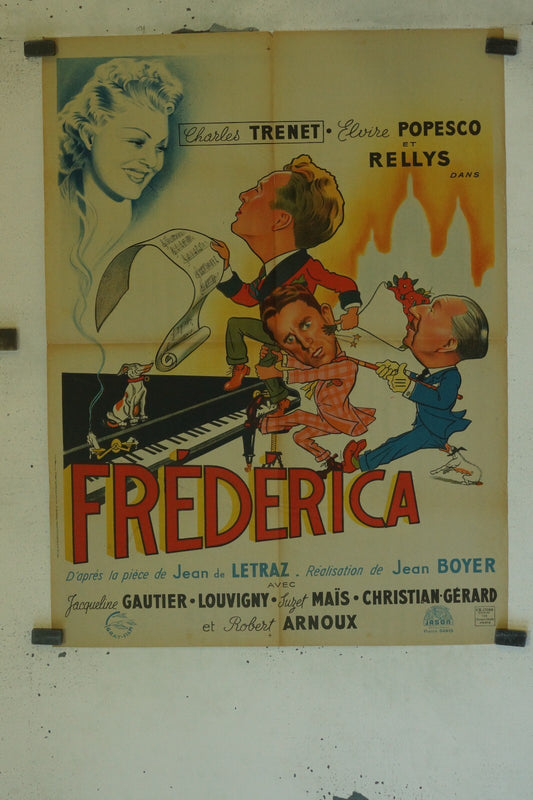 Charles TRENET • Elvire POPESCO
ET
RELLYS
DANS
FRÉDÉRICA
D'après la pièce de Jean de LETRAZ . Réalisation de Jean BOYER
AVEC
Jacqueline GAUTIER • LOUVIGNY • Suzet MAÏS • CHRISTIAN-GÉRARD
et Robert ARNOUX
JASON